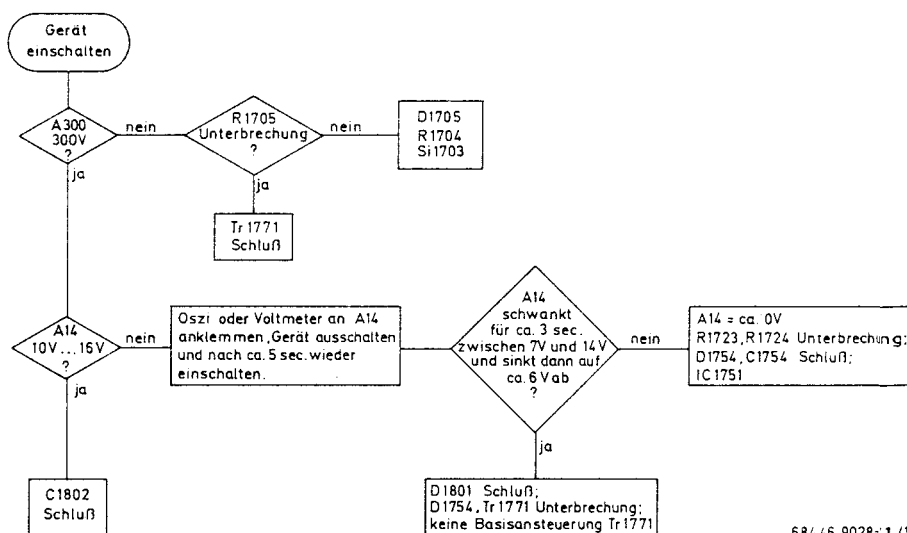 Gerät
einschalten
A300
300V
?
nein
ja
R1705
Unterbrechung
?
nein
ja
D1705
R1704
Si1703
Tr1771
Schluß
A14
10V...16V
?
nein
ja
Oszi oder Voltmeter an A14
anklemmen, Gerät ausschalten
und nach ca. 5 sec. wieder
einschalten.
A14
schwankt
für ca. 3 sec.
zwischen 7V und 14V
und sinkt dann auf
ca. 6V ab
?
nein
ja
A14 = ca. 0V
R1723, R1724 Unterbrechung;
D1754, C1754 Schluß;
IC1751
C1802
Schluß
D1801 Schluß;
D1754, Tr1771 Unterbrechung;
keine Basisansteuerung Tr1771